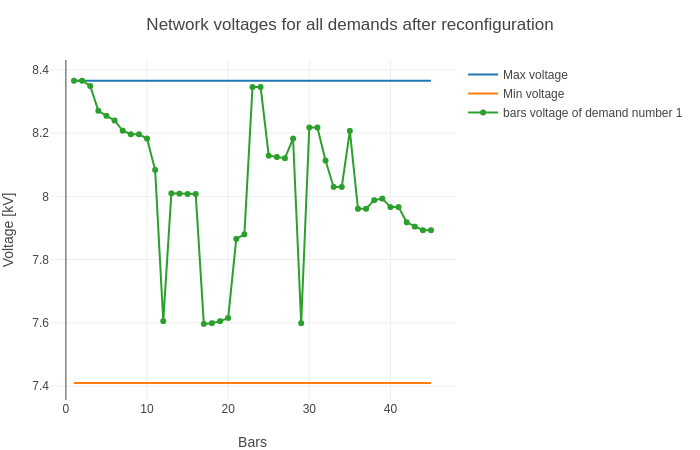 Network voltages for all demands after reconfiguration
8.4
8.2
8
7.8
7.6
7.4
Voltage [kV]
0 10 20 30 40
Bars
Max voltage
Min voltage
bars voltage of demand number 1